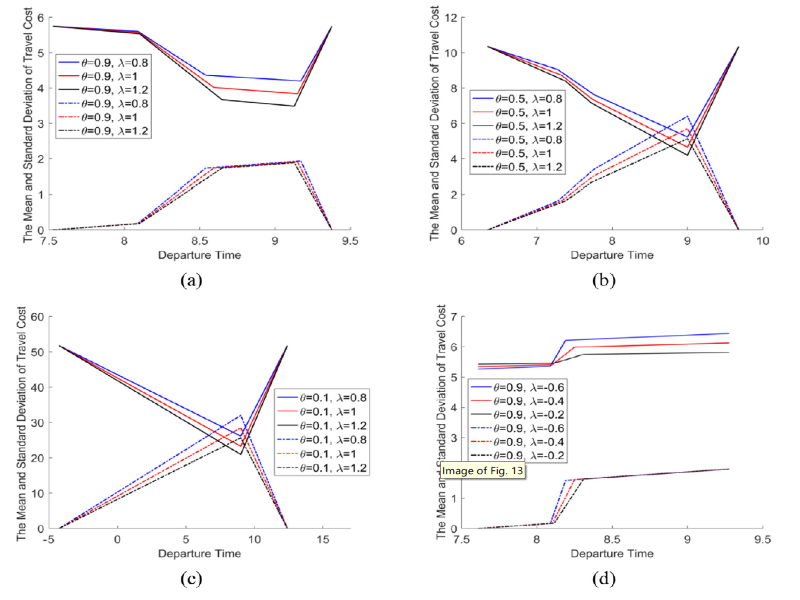 The Mean and Standard Deviation of Travel Cost
6
5
4
3
2
1
0
θ=0.9, λ=0.8
θ=0.9, λ=1
θ=0.9, λ=1.2
θ=0.9, λ=0.8
θ=0.9, λ=1
θ=0.9, λ=1.2
7.5 8 8.5 9 9.5
Departure Time
(a)
The Mean and Standard Deviation of Travel Cost
12
10
8
6
4
2
0
θ=0.5, λ=0.8
θ=0.5, λ=1
θ=0.5, λ=1.2
θ=0.5, λ=0.8
θ=0.5, λ=1
θ=0.5, λ=1.2
6 7 8 9 10
Departure Time
(b)
The Mean and Standard Deviation of Travel Cost
60
50
40
30
20
10
0
θ=0.1, λ=0.8
θ=0.1, λ=1
θ=0.1, λ=1.2
θ=0.1, λ=0.8
θ=0.1, λ=1
θ=0.1, λ=1.2
-5 0 5 10 15
Departure Time
(c)
The Mean and Standard Deviation of Travel Cost
7
6
5
4
3
1
0
θ=0.9, λ=-0.6
θ=0.9, λ=-0.4
θ=0.9, λ=-0.2
θ=0.9, λ=-0.6
θ=0.9, λ=-0.4
θ=0.9, λ=-0.2
Image of Fig. 13
7.5 8 8.5 9 9.5
Departure Time
(d)